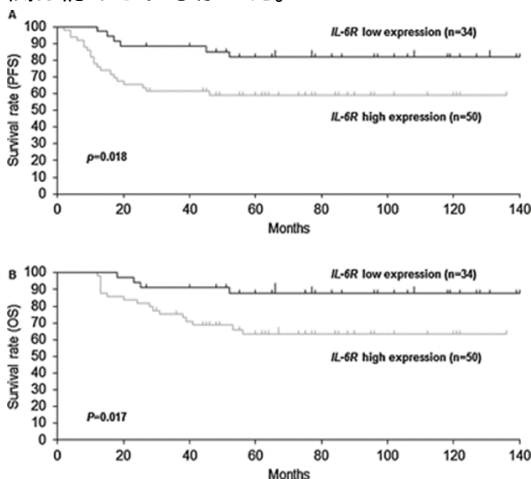 A
100
90
80
70
60
50
40
30
20
10
0
Survival rate (PFS)
IL-6R low expression (n=34)
IL-6R high expression (n=50)
p=0.018
0 20 40 60 80 100 120 140
Months
B
100
90
80
70
60
50
40
30
20
10
0
Survival rate (OS)
IL-6R low expression (n=34)
IL-6R high expression (n=50)
P=0.017
0 20 40 60 80 100 120 140
Months